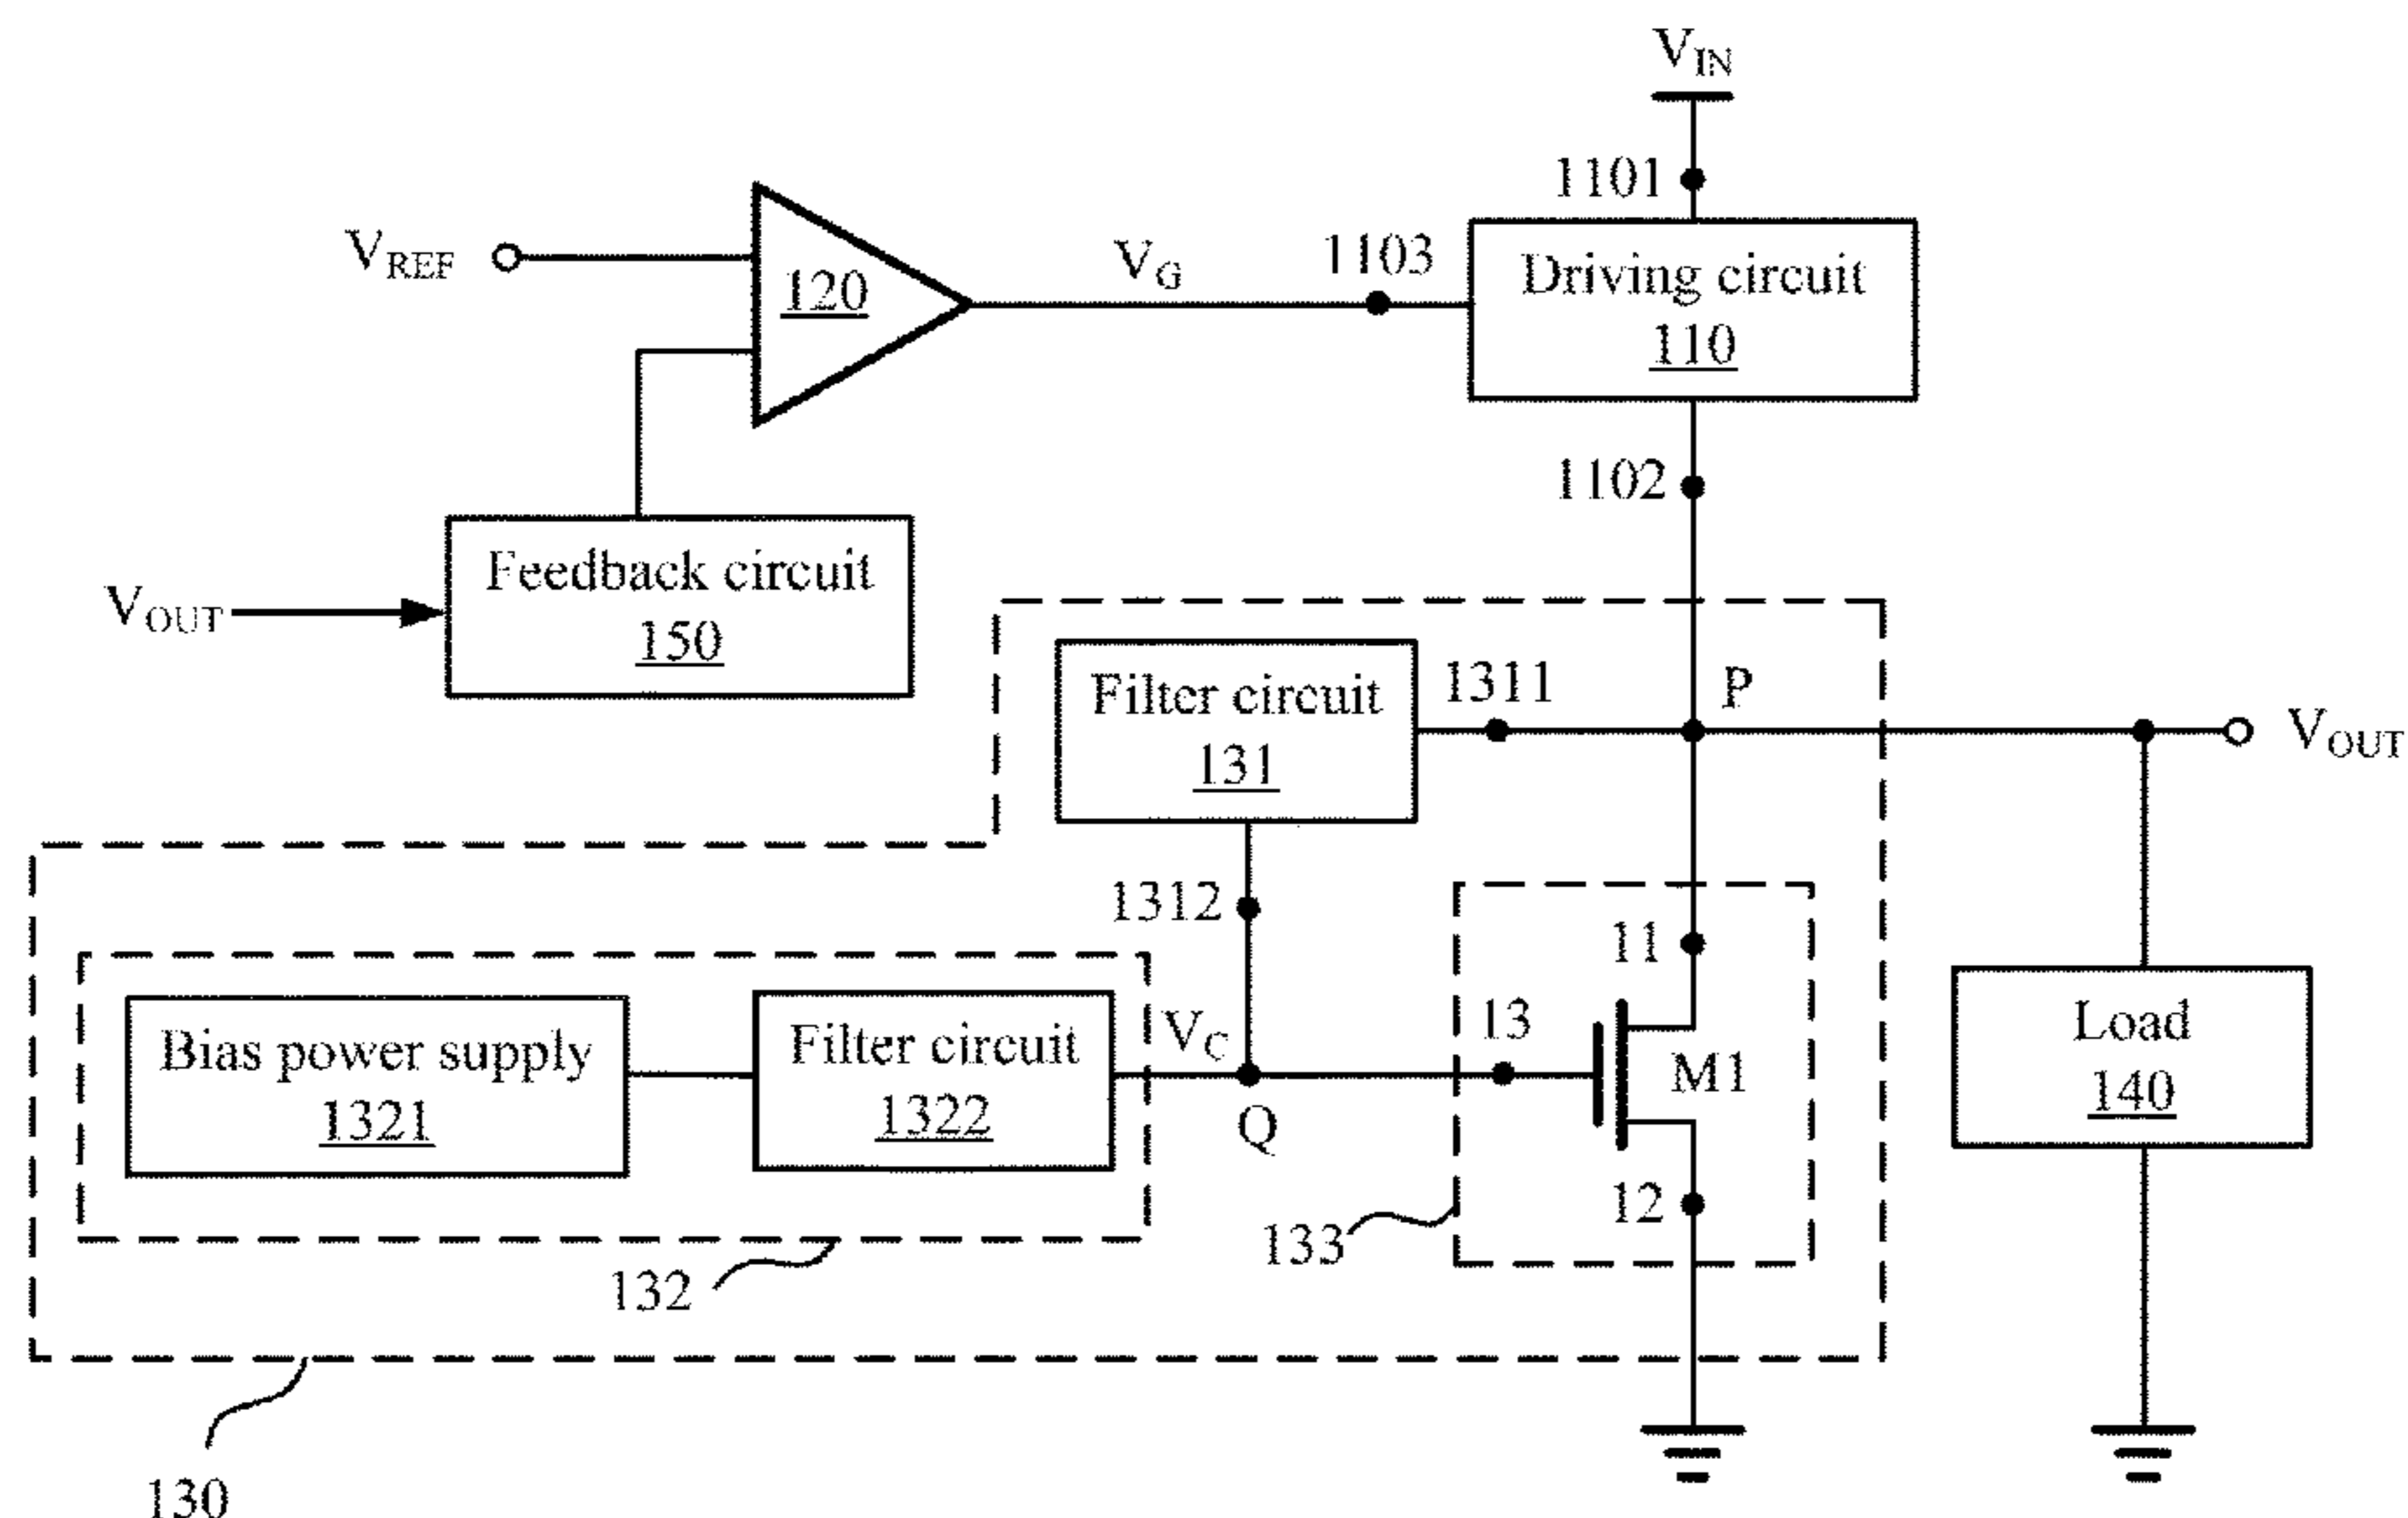 VIN
1101
VREF
120
VG
1103
Driving circuit
110
1102
Feedback circuit
150
VOUT
Filter circuit
131
1311
P
VOUT
1312
11
Bias power supply
1321
Filter circuit
1322
VC
Q
13
M1
12
Load
140
133
132
130